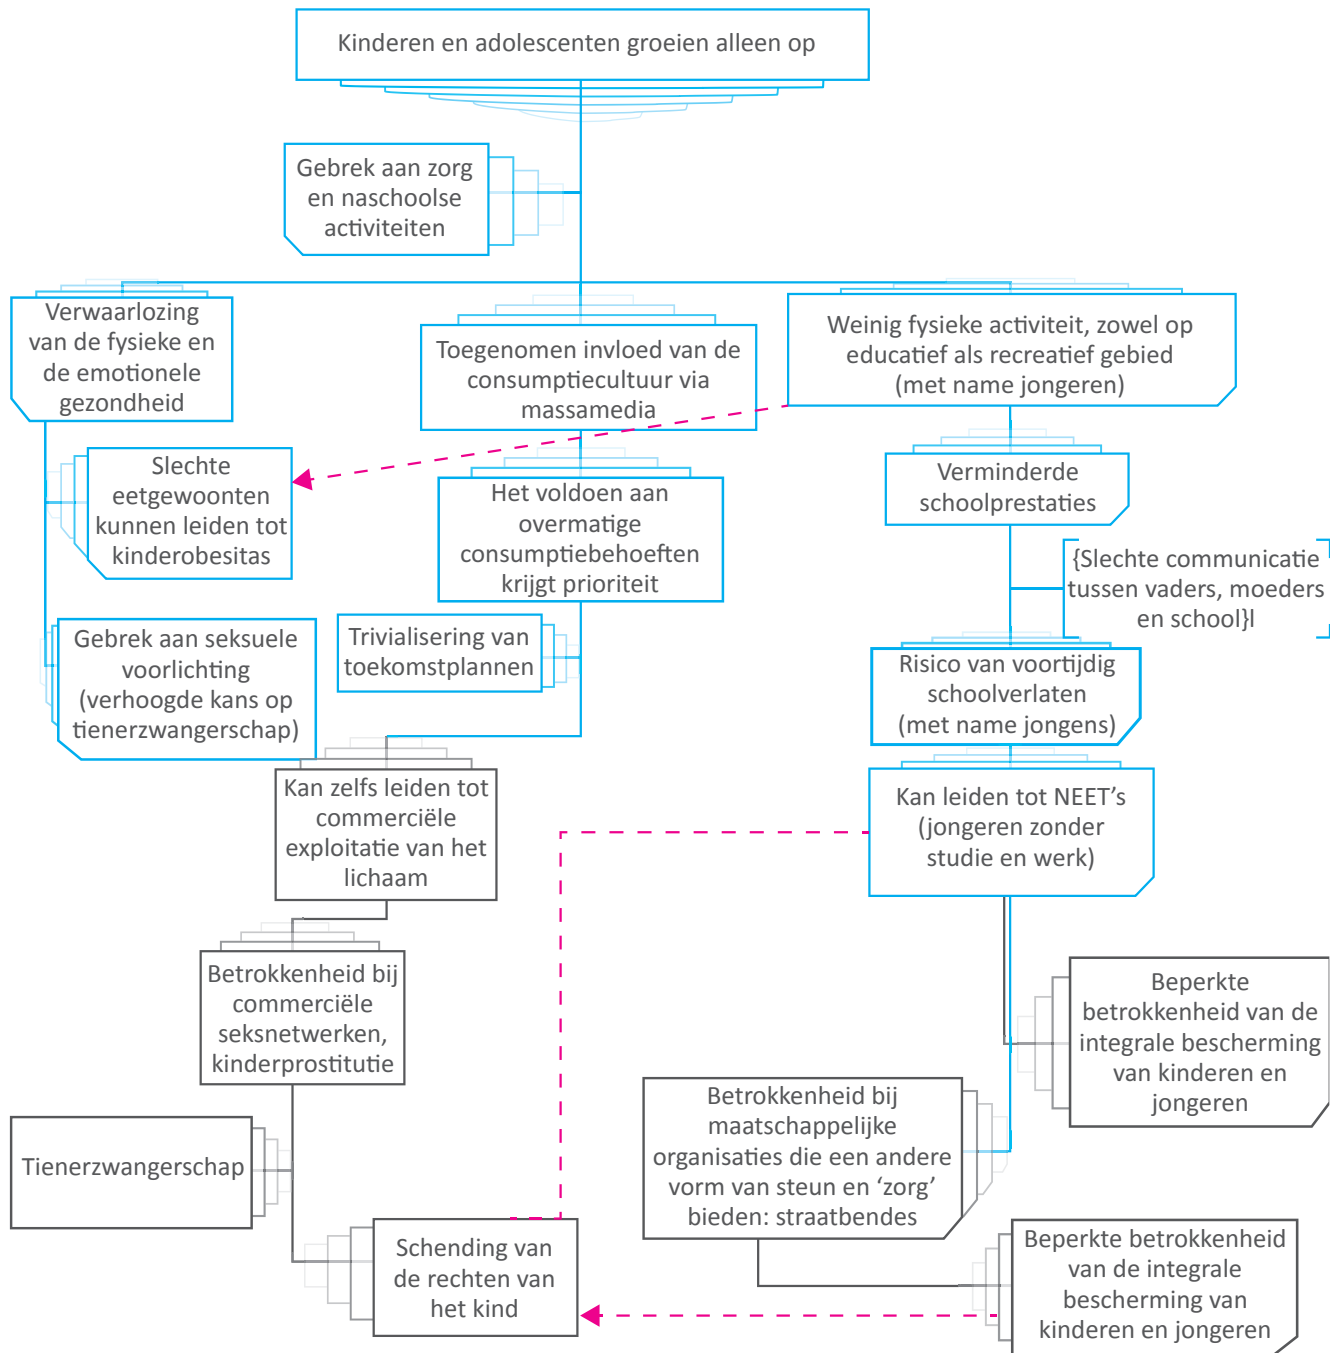 Kinderen en adolescenten groeien alleen op
Gebrek aan zorg
en naschoolse
activiteiten
Verwaarlozing
van de fysieke en
de emotionele
gezondheid
Toegenomen invloed van de
consumptiecultuur via
massamedia
Weinig fysieke activiteit, zowel op
educatief als recreatief gebied
(met name jongeren)
Slechte
eetgewoonten
kunnen leiden tot
kinderobesitas
Het voldoen aan
overmatige
consumptiebehoeften
krijgt prioriteit
Verminderde
schoolprestaties
{Slechte communicatie
tussen vaders, moeders
en school}l
Gebrek aan seksuele
voorlichting
(verhoogde kans op
tienerzwangerschap)
Trivialisering van
toekomstplannen
Risico van voortijdig
schoolverlaten
(met name jongens)
Kan zelfs leiden tot
commerciële
exploitatie van het
lichaam
Kan leiden tot NEET’s
(jongeren zonder
studie en werk)
Betrokkenheid bij
commerciële
seksnetwerken,
kinderprostitutie
Beperkte
betrokkenheid van de
integrale bescherming
van kinderen en
jongeren
Betrokkenheid bij
maatschappelijke
organisaties die een andere
vorm van steun en ‘zorg’
bieden: straatbendes
Tienerzwangerschap
Schending van
de rechten van
het kind
Beperkte betrokkenheid
van de integrale
bescherming van
kinderen en jongeren